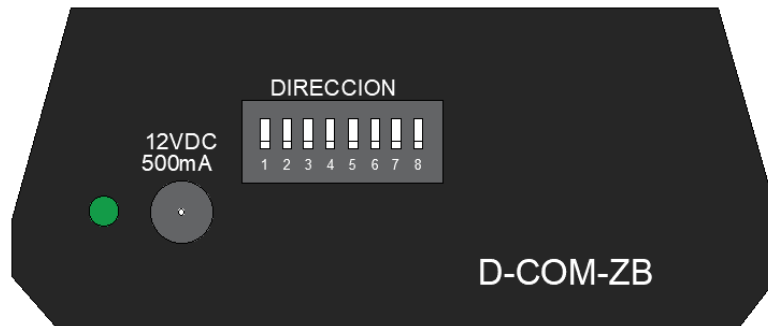 DIRECCION
12VDC
500mA
1 2 3 4 5 6 7 8
D-COM-ZB